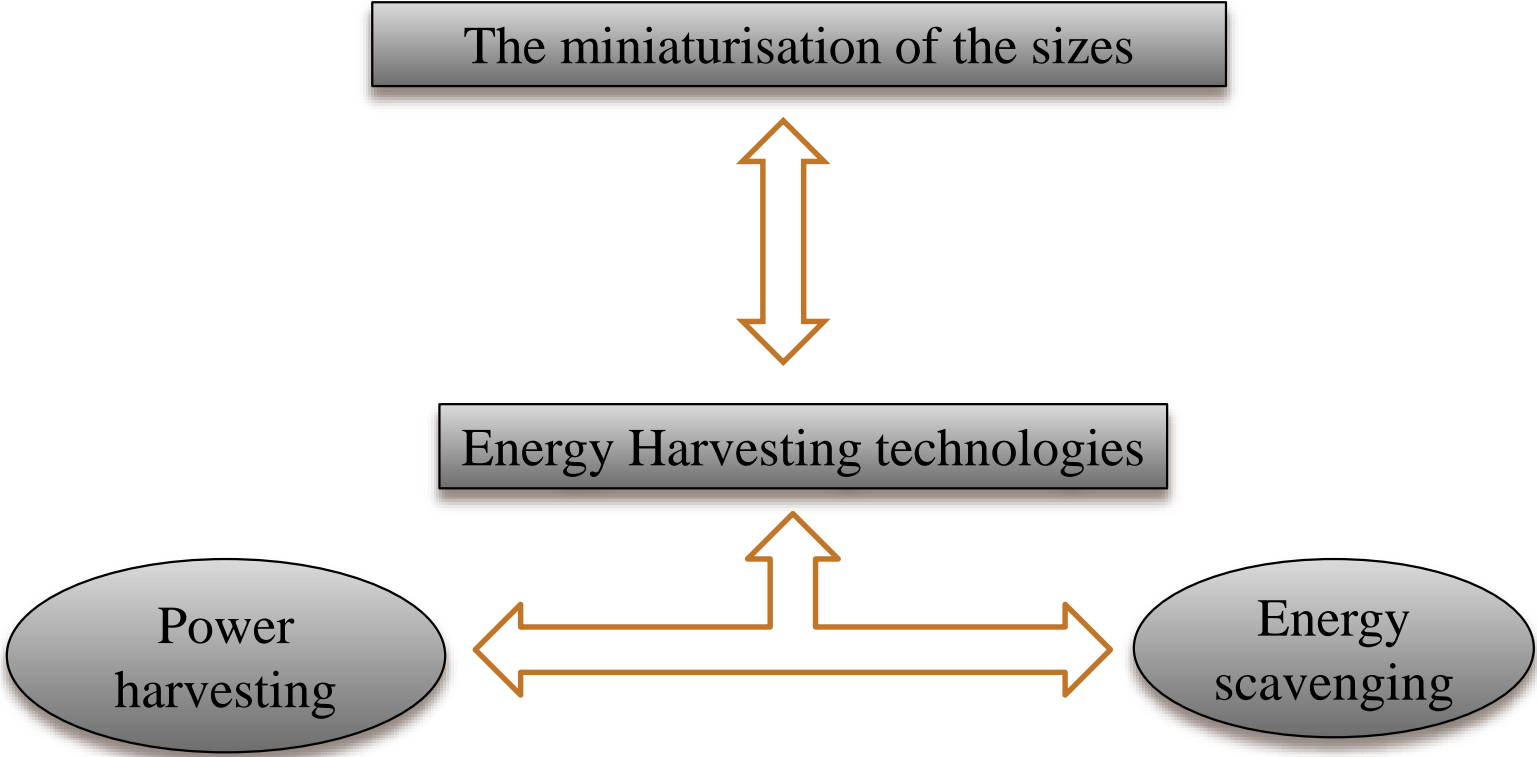 The miniaturisation of the sizes
Energy Harvesting technologies
Power
harvesting
Energy
scavenging